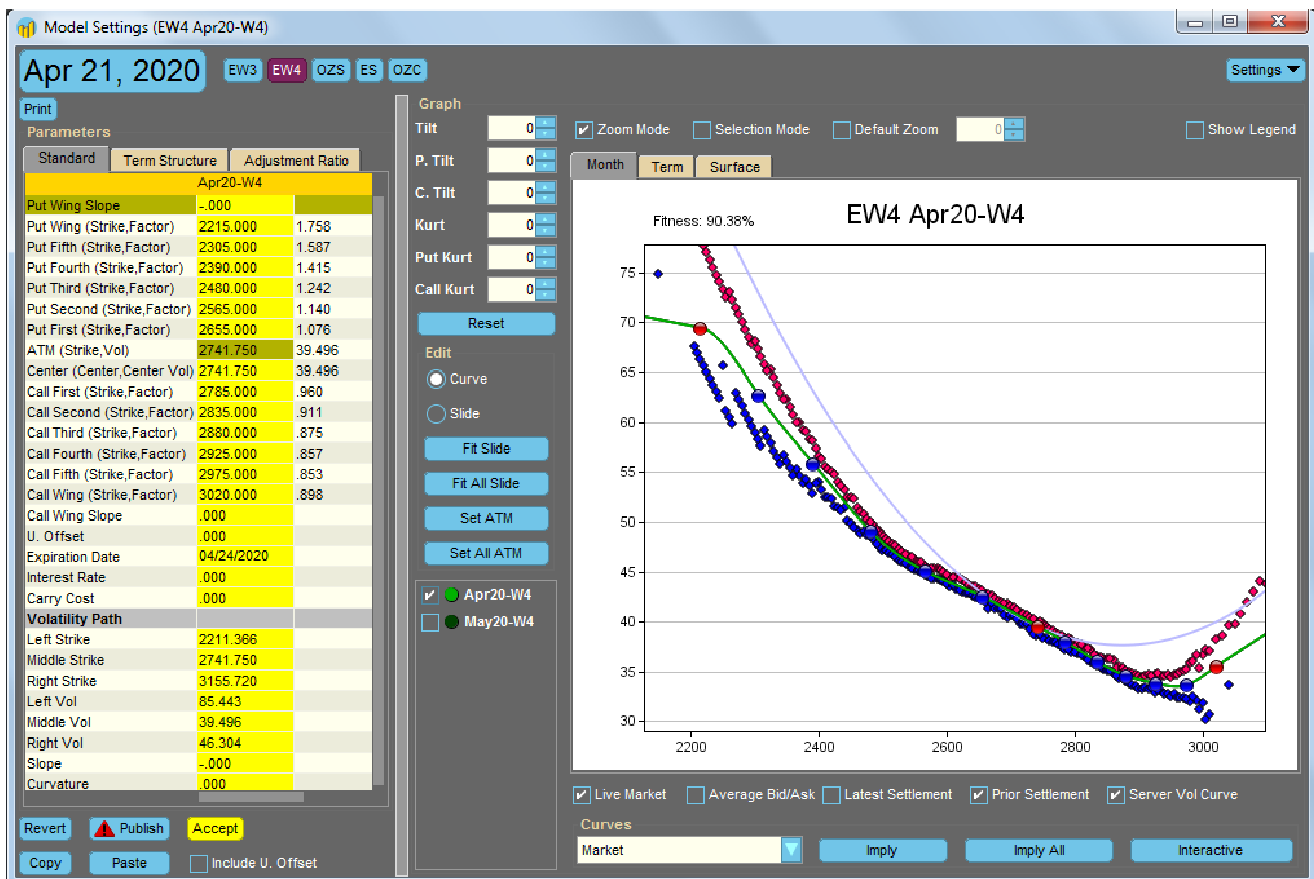 Model Settings (EW4 Apr20-W4)
Apr 21, 2020 EW3 EW4 OZS ES OZC Settings
Print
Parameters
Standard Term Structure Adjustment Ratio
Apr20-W4
Put Wing Slope -.000
Put Wing (Strike,Factor) 2215.000 1.758
Put Fifth (Strike,Factor) 2305.000 1.587
Put Fourth (Strike,Factor) 2390.000 1.415
Put Third (Strike,Factor) 2480.000 1.242
Put Second (Strike,Factor) 2565.000 1.140
Put First (Strike,Factor) 2655.000 1.076
ATM (Strike,Vol) 2741.750 39.496
Center (Center,Center Vol) 2741.750 39.496
Call First (Strike,Factor) 2785.000 .960
Call Second (Strike,Factor) 2835.000 .911
Call Third (Strike,Factor) 2880.000 .875
Call Fourth (Strike,Factor) 2925.000 .857
Call Fifth (Strike,Factor) 2975.000 .853
Call Wing (Strike,Factor) 3020.000 .898
Call Wing Slope .000
U. Offset .000
Expiration Date 04/24/2020
Interest Rate .000
Carry Cost .000
Volatility Path
Left Strike 2211.366
Middle Strike 2741.750
Right Strike 3155.720
Left Vol 85.443
Middle Vol 39.496
Right Vol 46.304
Slope -.000
Curvature .000
Revert Publish Accept
Copy Paste Include U. Offset
Graph
Tilt 0
P. Tilt 0
C. Tilt 0
Kurt 0
Put Kurt 0
Call Kurt 0
Reset
Edit
Curve
Slide
Fit Slide
Fit All Slide
Set ATM
Set All ATM
Apr20-W4
May20-W4
Zoom Mode Selection Mode Default Zoom 0 Show Legend
Month Term Surface
Fitness: 90.38% EW4 Apr20-W4
75
70
65
60
55
50
45
40
35
30
2200 2400 2600 2800 3000
Live Market Average Bid/Ask Latest Settlement Prior Settlement Server Vol Curve
Curves
Market Imply Imply All Interactive